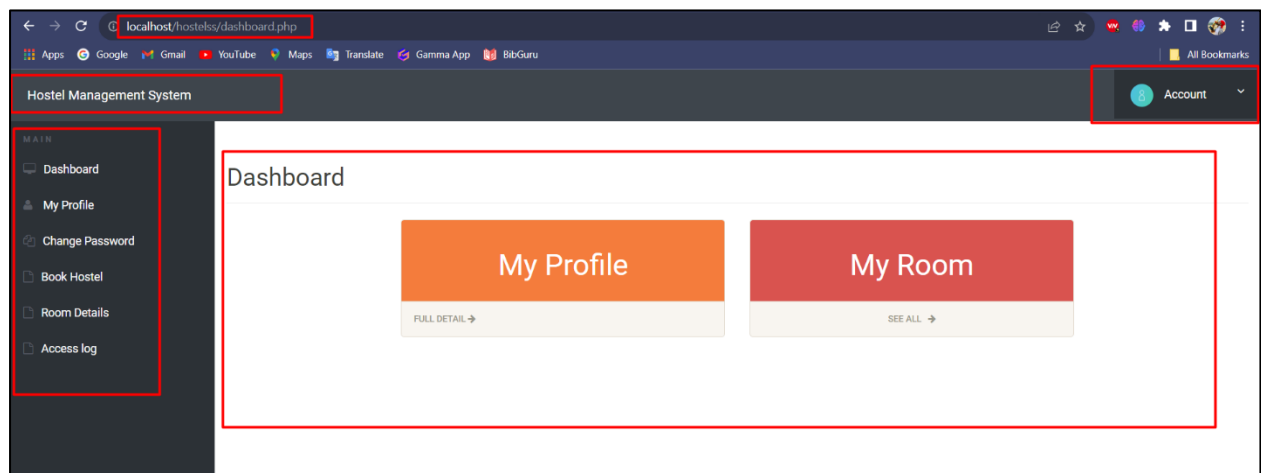 localhost/hostelss/dashboard.php
Apps Google Gmail YouTube Maps Translate Gamma App BibGuru All Bookmarks
Hostel Management System Account
MAIN
Dashboard
My Profile
Change Password
Book Hostel
Room Details
Access log
Dashboard
My Profile My Room
FULL DETAIL SEE ALL